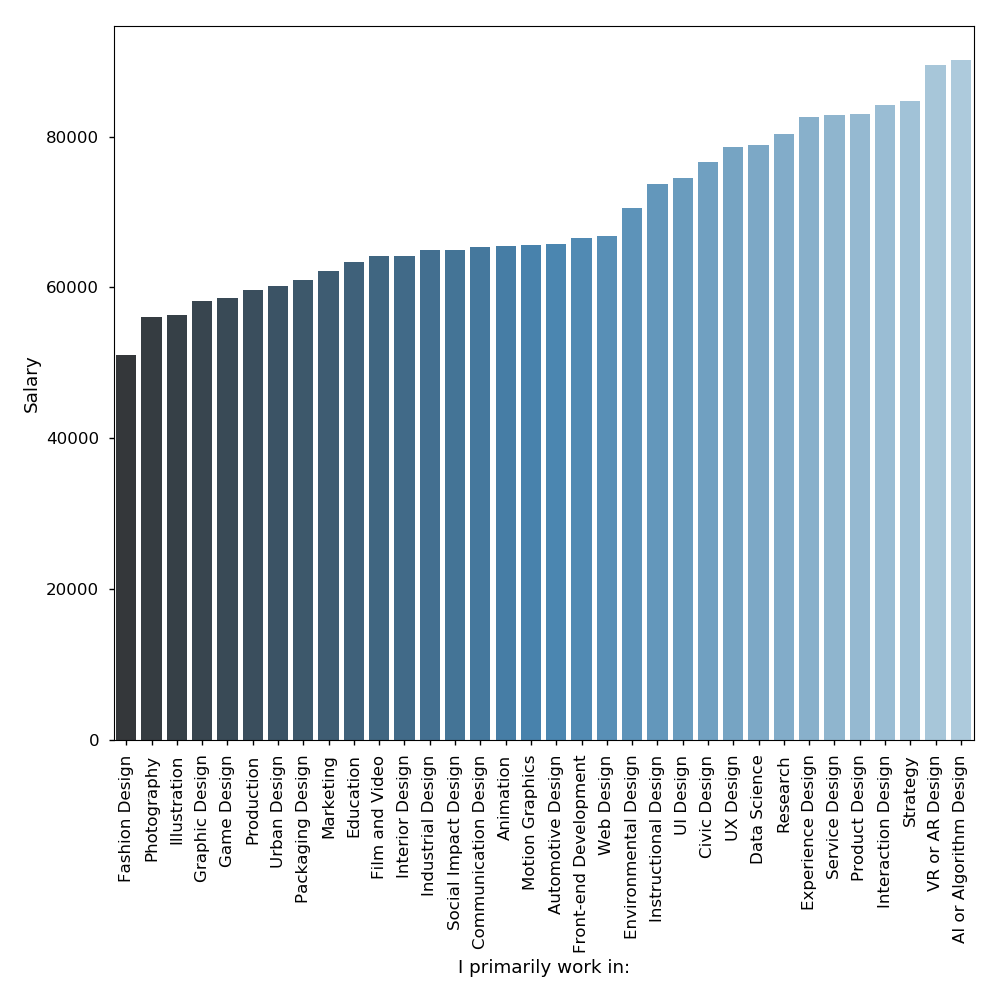 80000
60000
40000
20000
0
Salary
Fashion Design
Photography
Illustration
Graphic Design
Game Design
Production
Urban Design
Packaging Design
Marketing
Education
Film and Video
Interior Design
Industrial Design
Social Impact Design
Communication Design
Animation
Motion Graphics
Automotive Design
Front-end Development
Web Design
Environmental Design
Instructional Design
UI Design
Civic Design
UX Design
Data Science
Research
Experience Design
Service Design
Product Design
Interaction Design
Strategy
VR or AR Design
AI or Algorithm Design
I primarily work in: